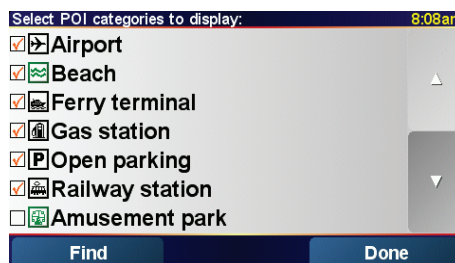 Select POI categories to display: 8:08am
Airport
Beach
Ferry terminal
Gas station
P Open parking
Railway station
Amusement park
Find Done